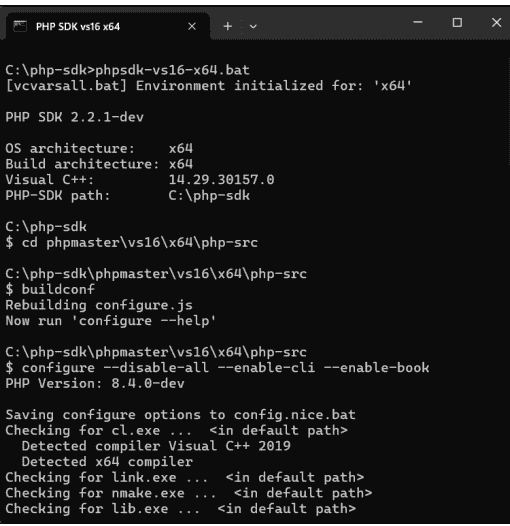 PHP SDK vs16 x64
C:\php-sdk>phpsdk-vs16-x64.bat
[vcvarsall.bat] Environment initialized for: 'x64'
PHP SDK 2.2.1-dev
OS architecture:    x64
Build architecture: x64
Visual C++:         14.29.30157.0
PHP-SDK path:       C:\php-sdk
C:\php-sdk
$ cd phpmaster\vs16\x64\php-src
C:\php-sdk\phpmaster\vs16\x64\php-src
$ buildconf
Rebuilding configure.js
Now run 'configure --help'
C:\php-sdk\phpmaster\vs16\x64\php-src
$ configure --disable-all --enable-cli --enable-book
PHP Version: 8.4.0-dev
Saving configure options to config.nice.bat
Checking for cl.exe ...  <in default path>
  Detected compiler Visual C++ 2019
  Detected x64 compiler
Checking for link.exe ...  <in default path>
Checking for nmake.exe ...  <in default path>
Checking for lib.exe ...  <in default path>